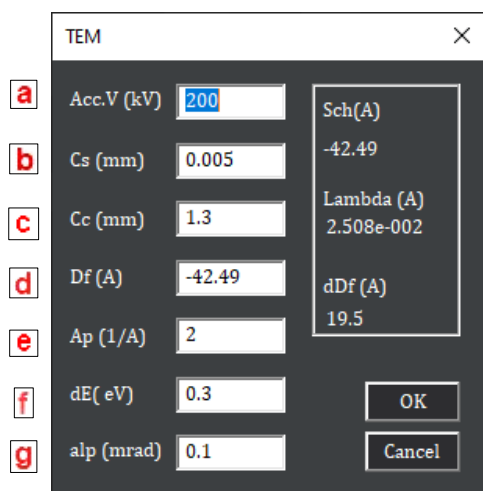 TEM
a Acc.V (kV) 200
b Cs (mm) 0.005
c Cc (mm) 1.3
d Df (A) -42.49
e Ap (1/A) 2
f dE( eV) 0.3
g alp (mrad) 0.1
Sch(A)
-42.49
Lambda (A)
2.508e-002
dDf (A)
19.5
OK
Cancel